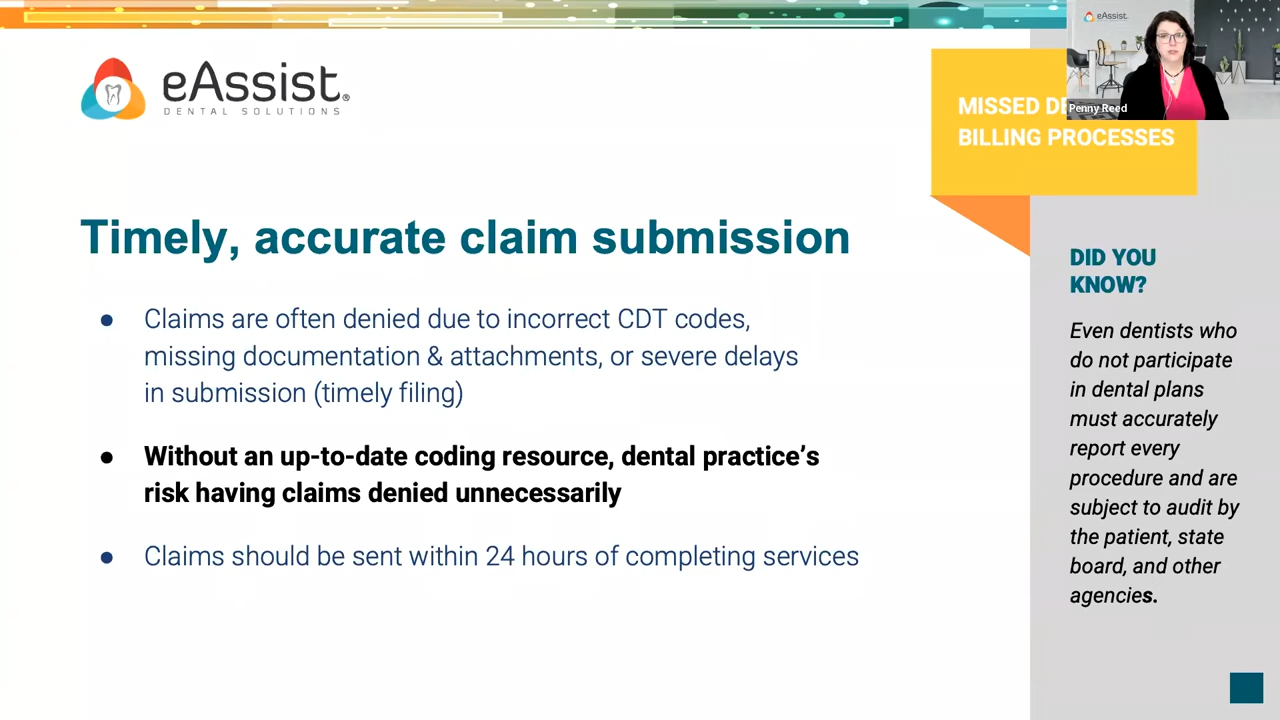 eAssist®
DENTAL SOLUTIONS
eAssist.
Penny Reed
MISSED
BILLING PROCESSES
Timely, accurate claim submission
● Claims are often denied due to incorrect CDT codes,
missing documentation & attachments, or severe delays
in submission (timely filing)
● Without an up-to-date coding resource, dental practice's
risk having claims denied unnecessarily
● Claims should be sent within 24 hours of completing services
DID YOU
KNOW?
Even dentists who
do not participate
in dental plans
must accurately
report every
procedure and are
subject to audit by
the patient, state
board, and other
agencies.